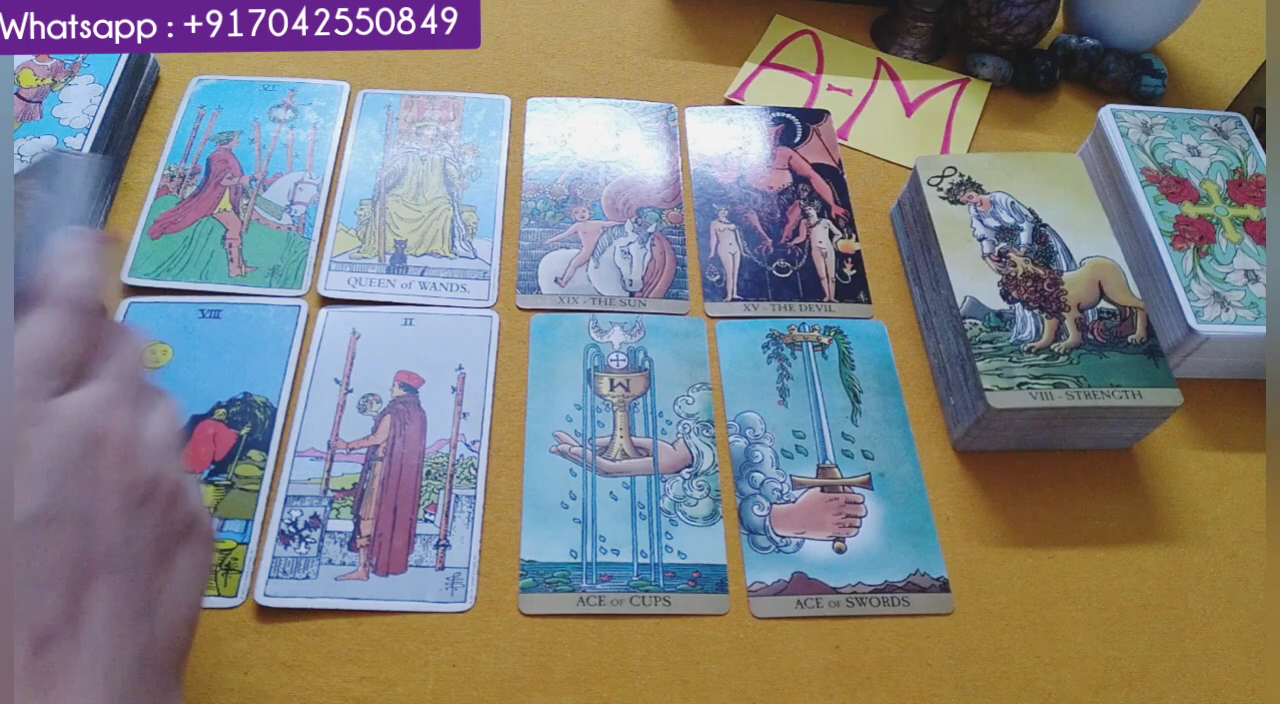 Whatsapp : +917042550849
A-M
VI
QUEEN of WANDS.
XIX - THE SUN
XV - THE DEVIL
VIII - STRENGTH
VIII
II
M
ACE OF CUPS
ACE OF SWORDS